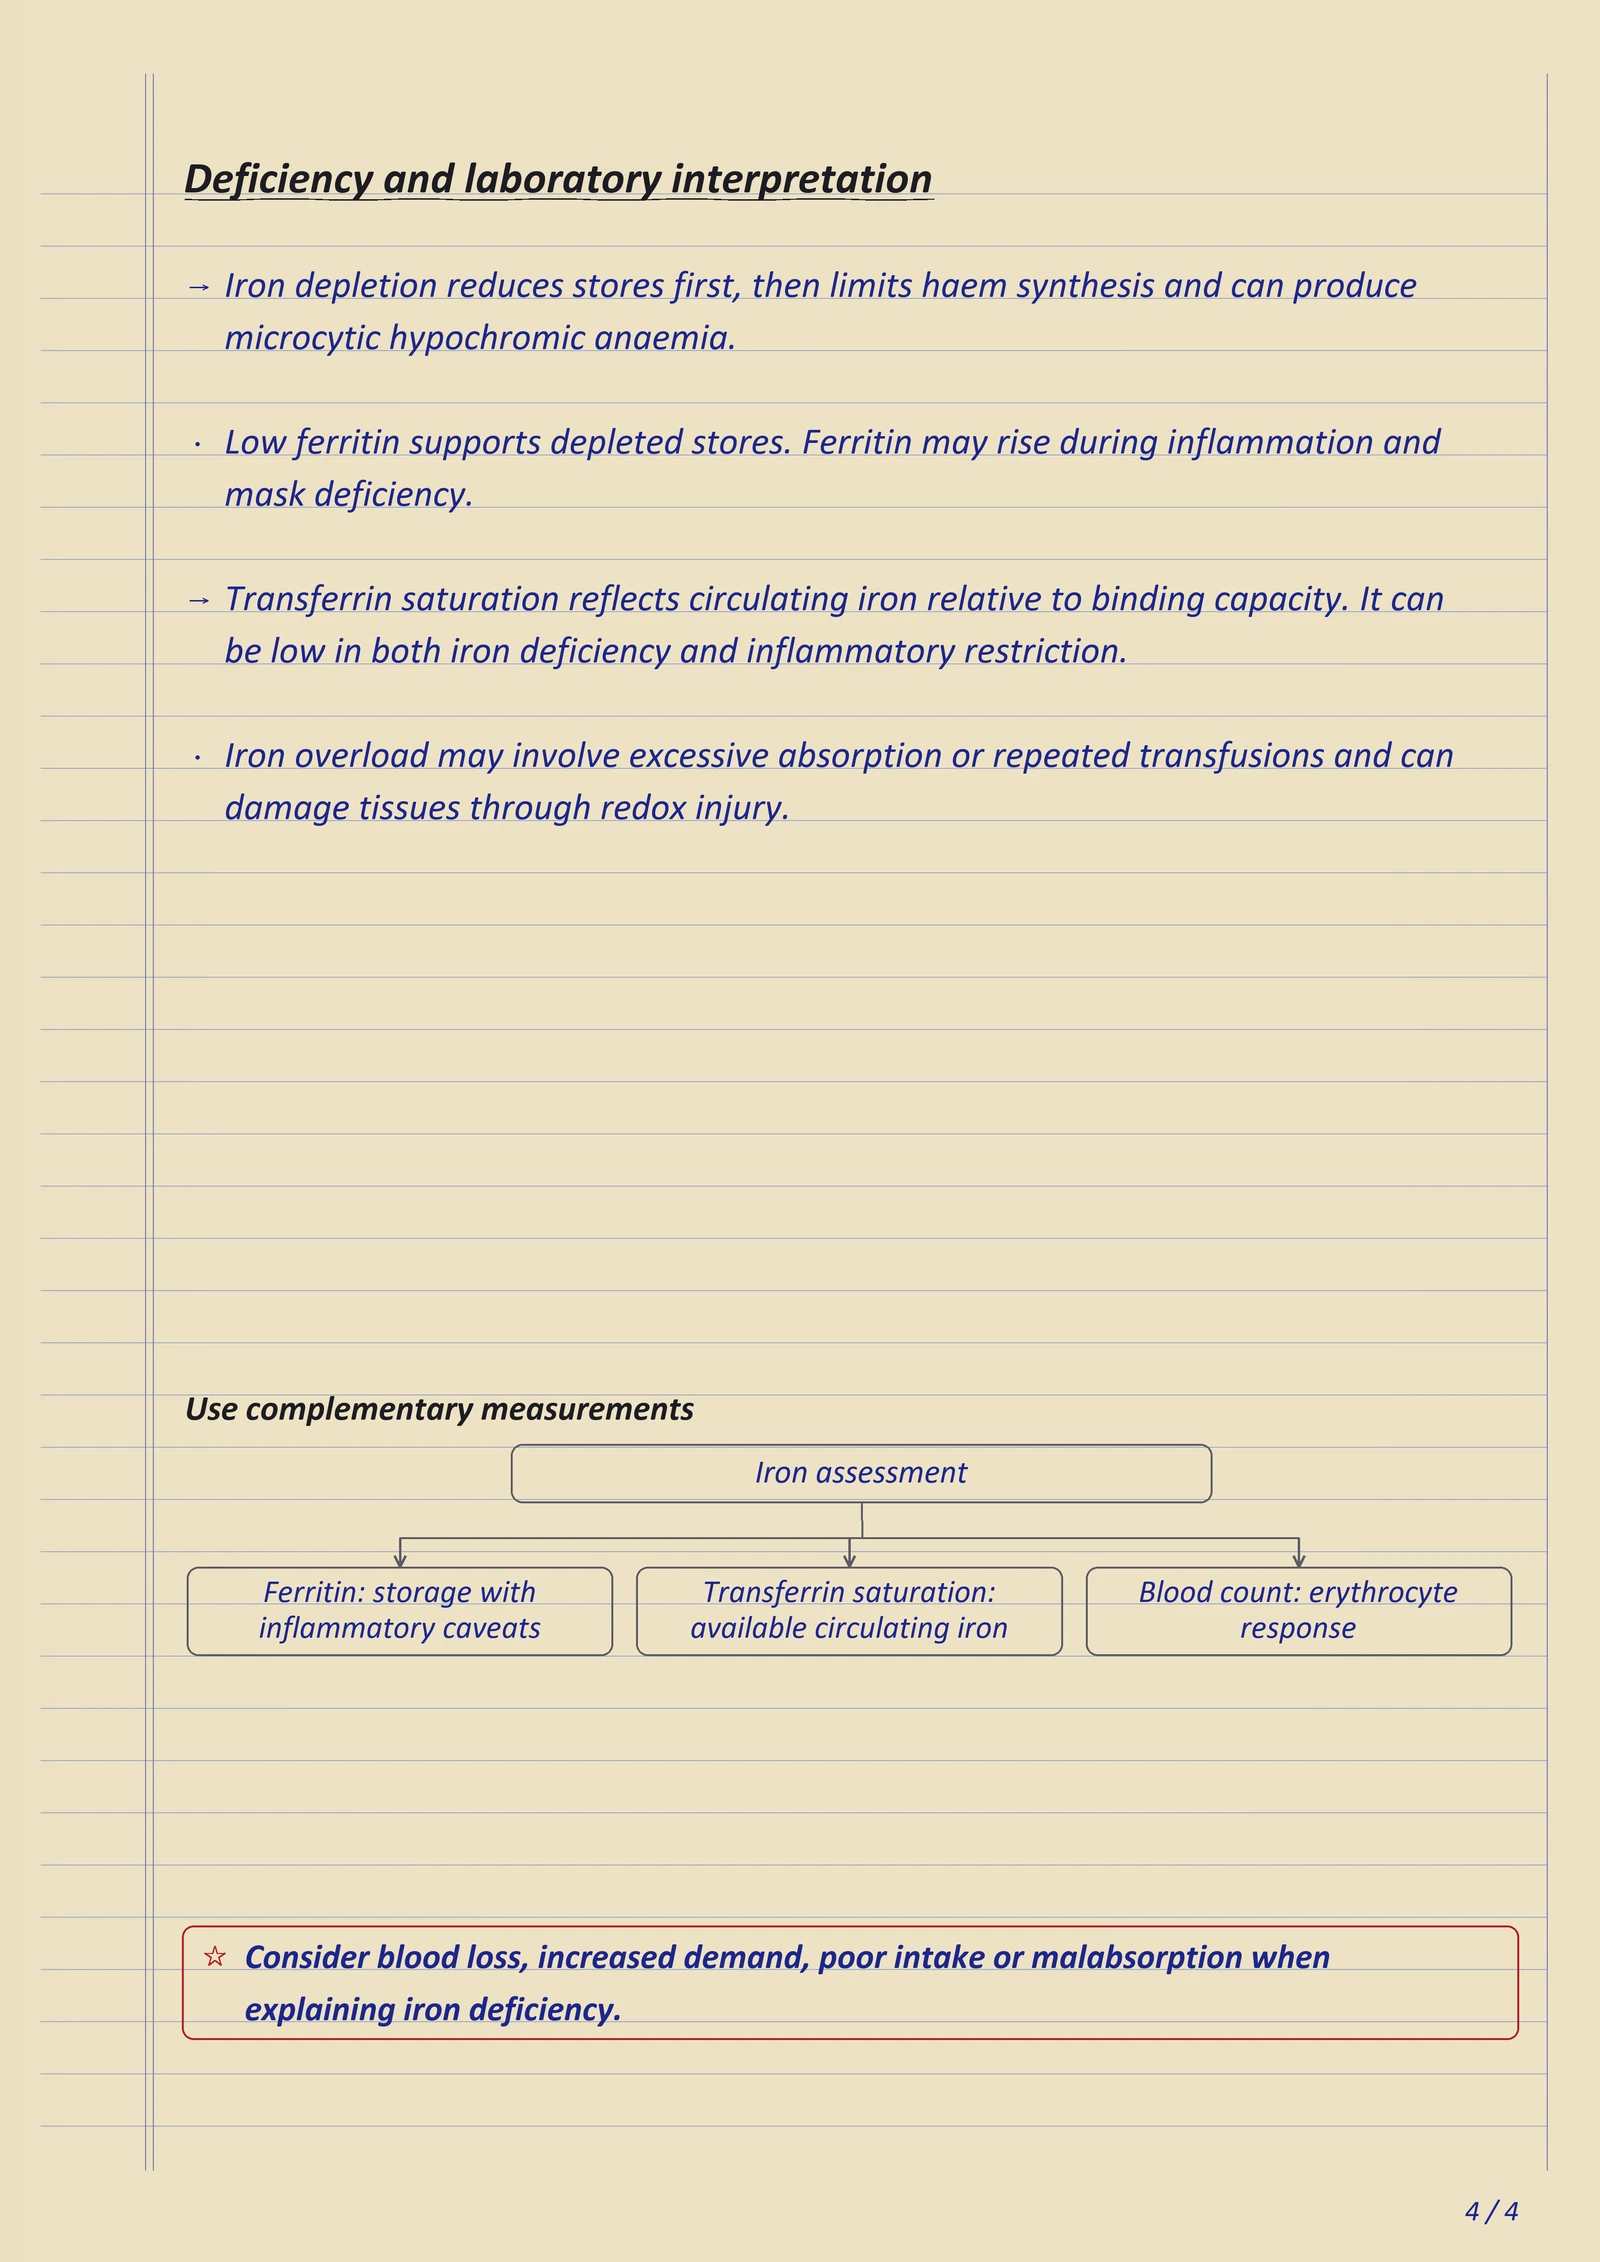 Deficiency and laboratory interpretation
→ Iron depletion reduces stores first, then limits haem synthesis and can produce
microcytic hypochromic anaemia.
· Low ferritin supports depleted stores. Ferritin may rise during inflammation and
mask deficiency.
→ Transferrin saturation reflects circulating iron relative to binding capacity. It can
be low in both iron deficiency and inflammatory restriction.
· Iron overload may involve excessive absorption or repeated transfusions and can
damage tissues through redox injury.
Use complementary measurements
Iron assessment
Ferritin: storage with
inflammatory caveats
Transferrin saturation:
available circulating iron
Blood count: erythrocyte
response
☆ Consider blood loss, increased demand, poor intake or malabsorption when
explaining iron deficiency.
4 / 4